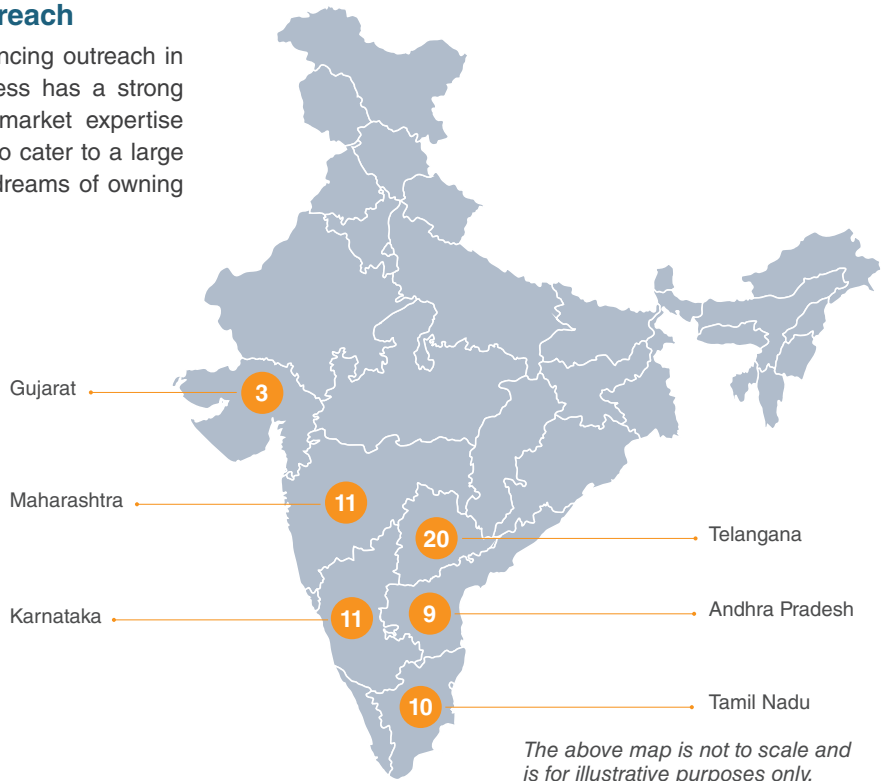 reach
ncing outreach in
ess has a strong
market expertise
o cater to a large
dreams of owning
Gujarat
3
Maharashtra
11
20
Telangana
Karnataka
11
9
Andhra Pradesh
10
Tamil Nadu
The above map is not to scale and
is for illustrative purposes only.